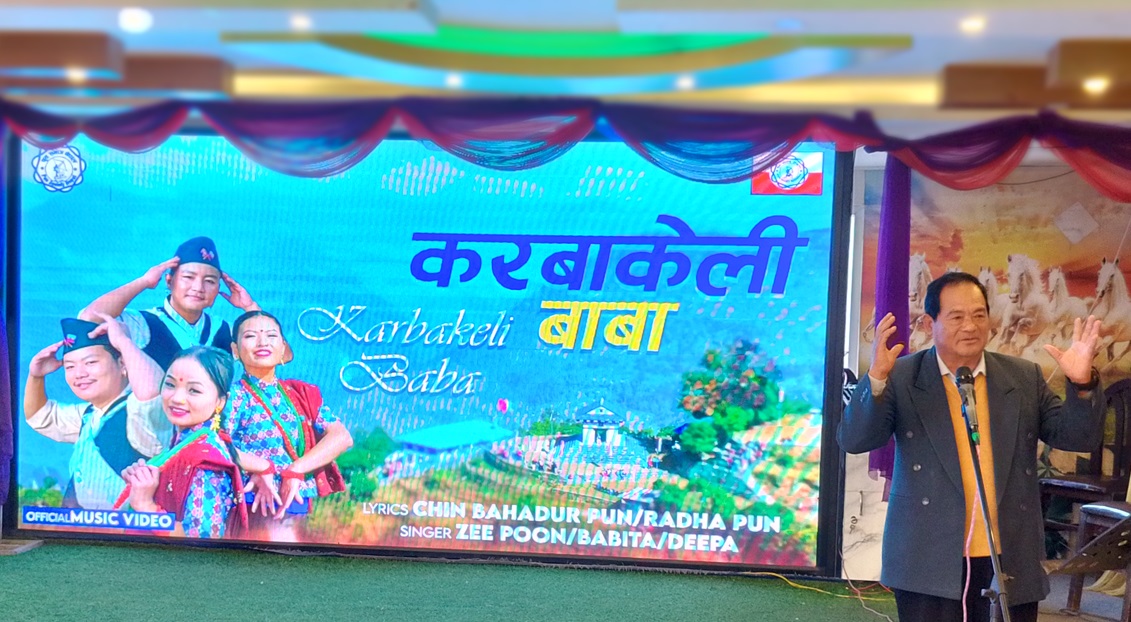 करबाकेली
Karbakeli बाबा
Baba
LYRICS CHIN BAHADUR PUN/RADHA PUN
OFFICIAL MUSIC VIDEO
SINGER ZEE POON/BABITA/DEEPA